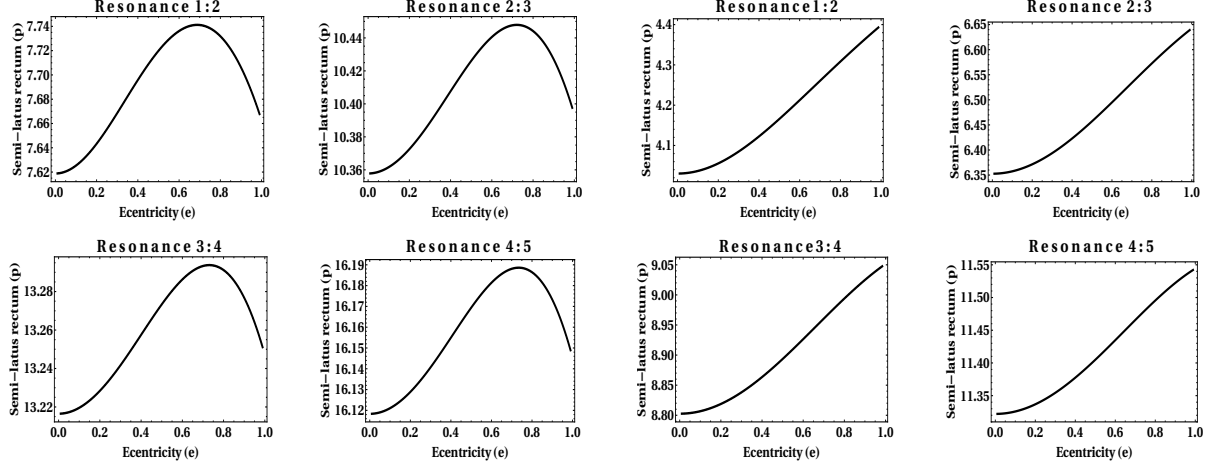 Resonance 1:2
Semi−latus rectum (p)
7.74
7.72
7.70
7.68
7.66
7.64
7.62
0.0 0.2 0.4 0.6 0.8 1.0
Ecentricity (e)
Resonance 2:3
Semi−latus rectum (p)
10.44
10.42
10.40
10.38
10.36
0.0 0.2 0.4 0.6 0.8 1.0
Ecentricity (e)
Resonance1:2
Semi−latus rectum (p)
4.4
4.3
4.2
4.1
0.0 0.2 0.4 0.6 0.8 1.0
Ecentricity (e)
Resonance 2:3
Semi−latus rectum (p)
6.65
6.60
6.55
6.50
6.45
6.40
6.35
0.0 0.2 0.4 0.6 0.8 1.0
Ecentricity (e)
Resonance 3:4
Semi−latus rectum (p)
13.28
13.26
13.24
13.22
0.0 0.2 0.4 0.6 0.8 1.0
Ecentricity (e)
Resonance 4:5
Semi−latus rectum (p)
16.19
16.18
16.17
16.16
16.15
16.14
16.13
16.12
0.0 0.2 0.4 0.6 0.8 1.0
Ecentricity (e)
Resonance3:4
Semi−latus rectum (p)
9.05
9.00
8.95
8.90
8.85
8.80
0.0 0.2 0.4 0.6 0.8 1.0
Ecentricity (e)
Resonance 4:5
Semi−latus rectum (p)
11.55
11.50
11.45
11.40
11.35
0.0 0.2 0.4 0.6 0.8 1.0
Ecentricity (e)